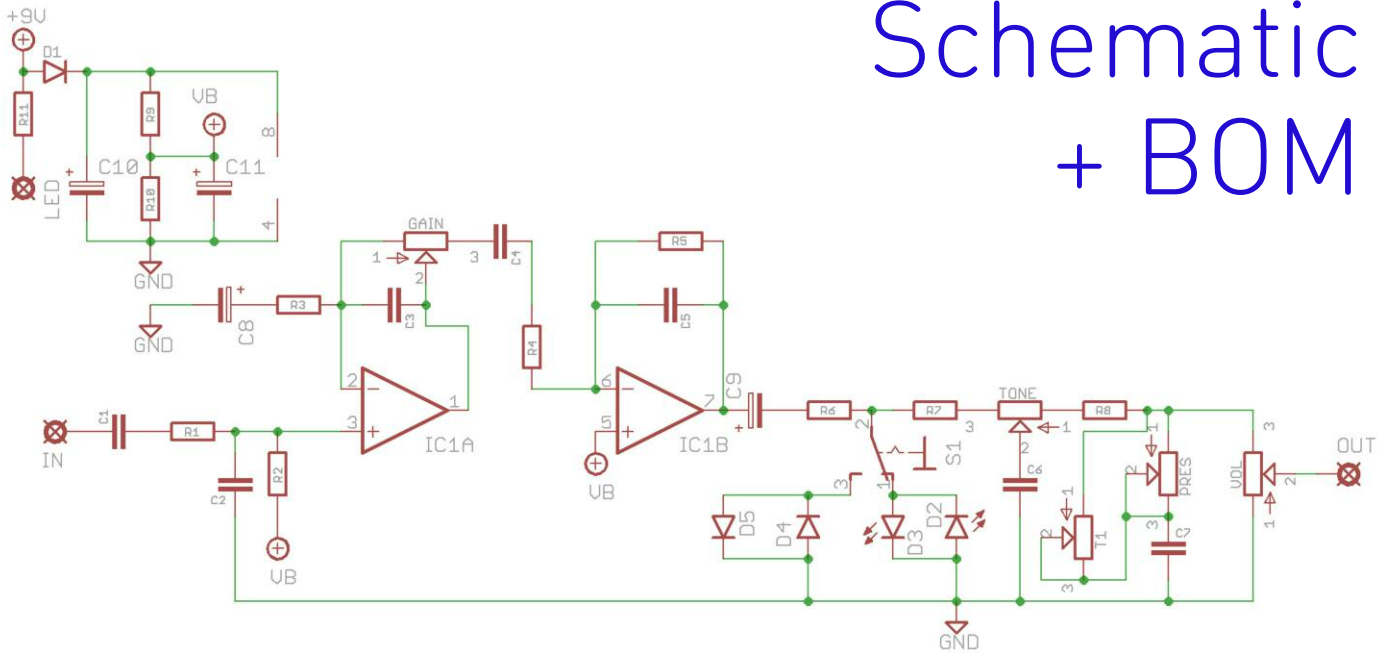 Schematic
+ BOM
+9V
D1
R11
LED
+
C10
R9
R10
VB
+
C11
8
4
GND
GND
C8
+
R3
GAIN
1
2
3
C3
C4
R4
R5
C5
2
3
1
IC1A
IN
C1
R1
C2
R2
VB
6
5
7
IC1B
VB
C9
+
R6
2
3
1
S1
R7
3
TONE
1
2
R8
C6
D5
D4
D3
D2
1
2
3
T1
1
2
3
PRES
C7
VOL
3
2
1
OUT
GND